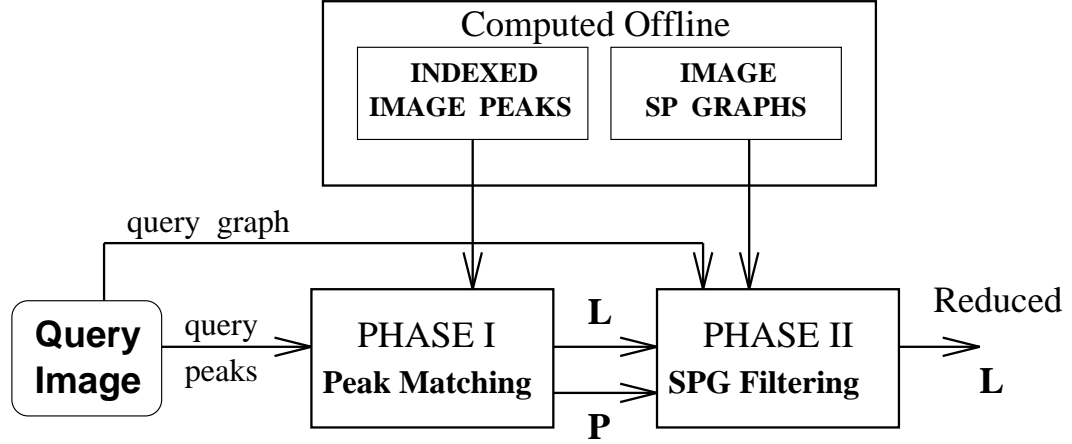 Computed Offline
INDEXED
IMAGE PEAKS
IMAGE
SP GRAPHS
query graph
Query
Image
query
peaks
PHASE I
Peak Matching
L
P
PHASE II
SPG Filtering
Reduced
L